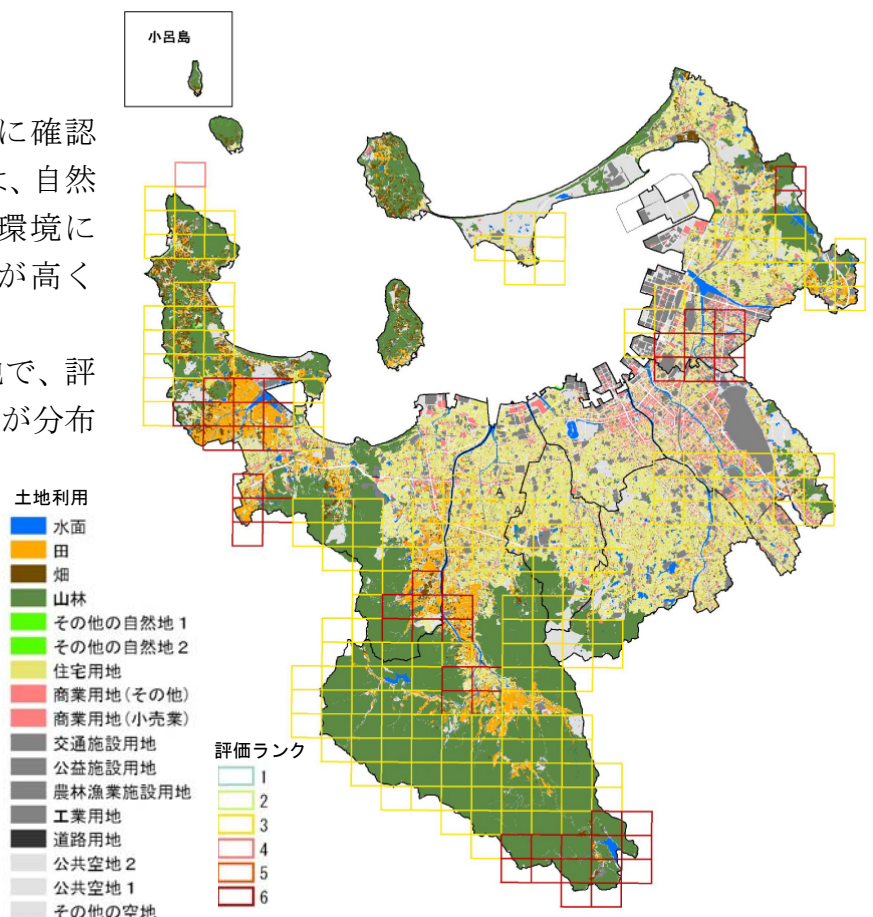 小呂島
に確認
は、自然
環境に
が高く
地で、評
が分布
土地利用
水面
田
畑
山林
その他の自然地1
その他の自然地2
住宅用地
商業用地(その他)
商業用地(小売業)
交通施設用地
公益施設用地
農林漁業施設用地
工業用地
道路用地
公共空地2
公共空地1
その他の空地
評価ランク
1
2
3
4
5
6